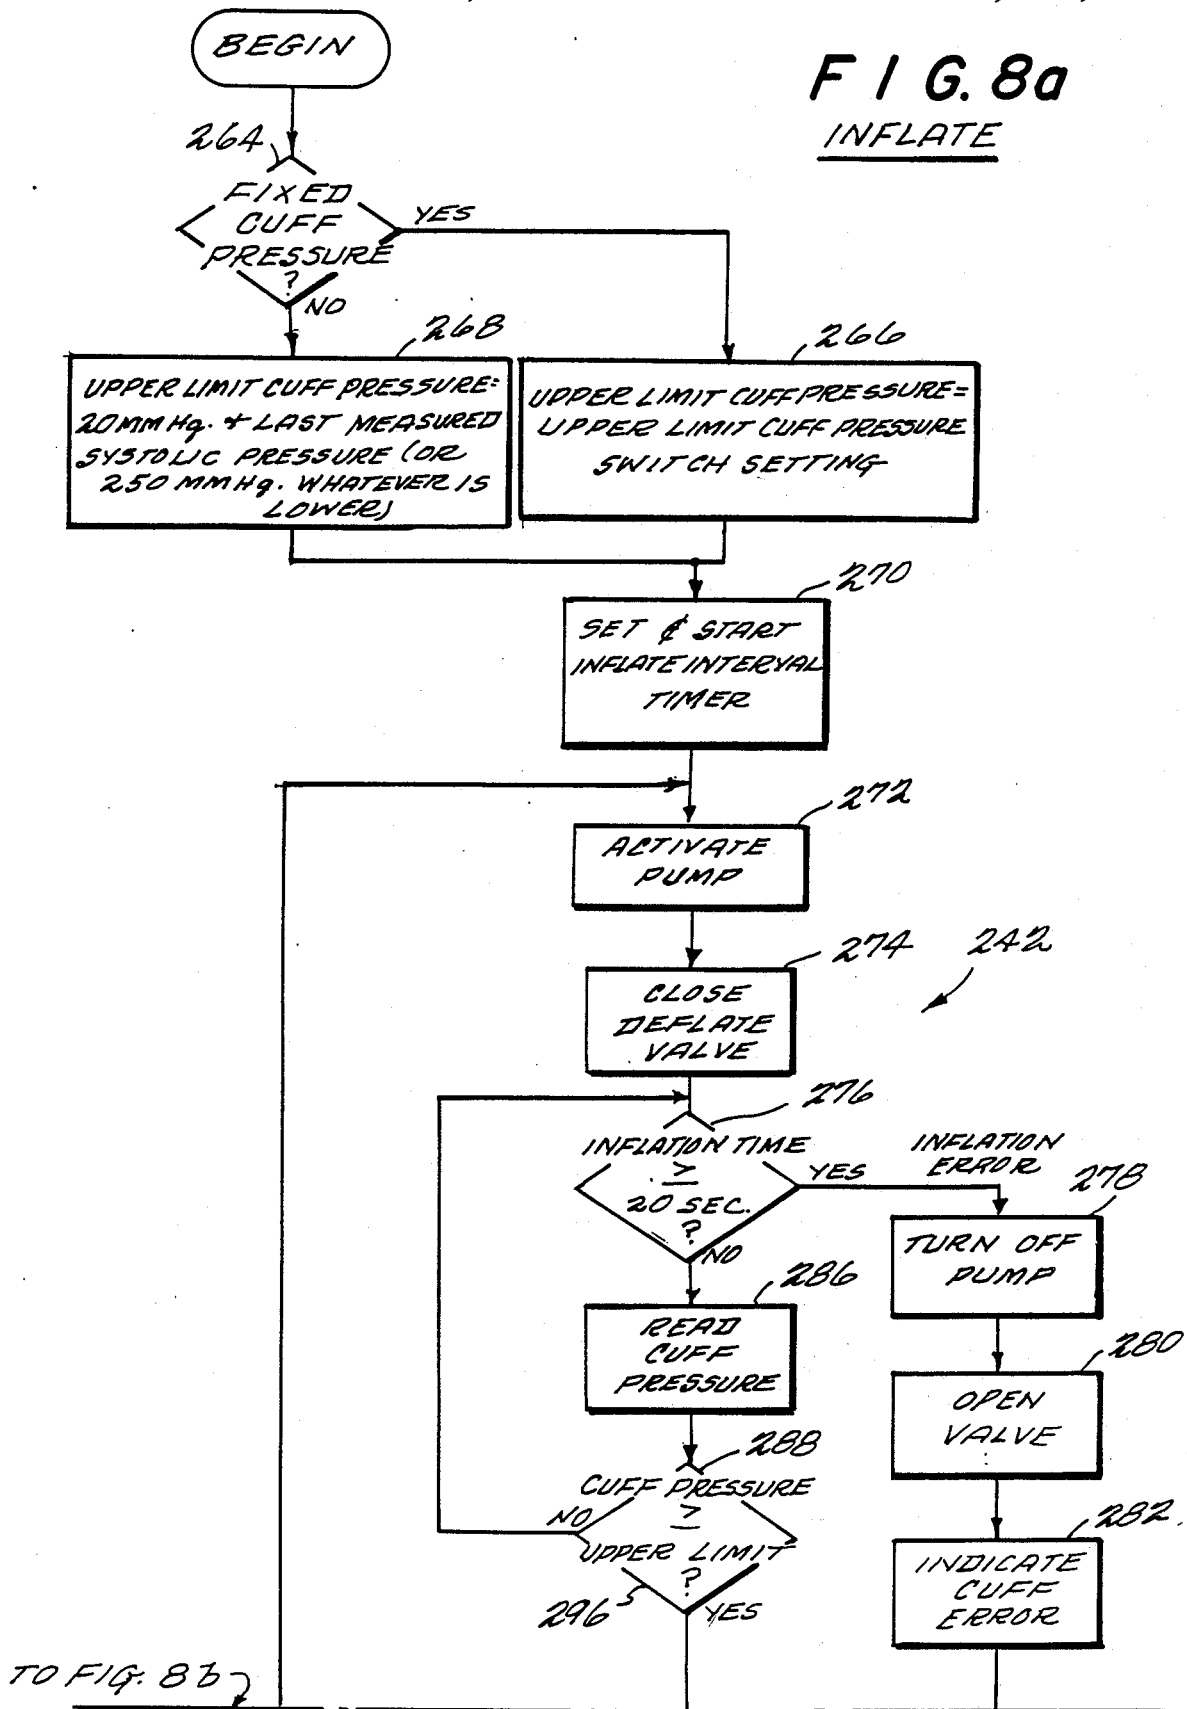 BEGIN
FIG. 8a
INFLATE
264
FIXED
CUFF
PRESSURE
?
YES
NO
268
266
UPPER LIMIT CUFF PRESSURE=
20MM Hg. + LAST MEASURED
SYSTOLIC PRESSURE (OR
250 MM Hg. WHATEVER IS
LOWER)
UPPER LIMIT CUFF PRESSURE=
UPPER LIMIT CUFF PRESSURE
SWITCH SETTING
270
SET & START
INFLATE INTERVAL
TIMER
272
ACTIVATE
PUMP
274
242
CLOSE
DEFLATE
VALVE
276
INFLATION TIME
≥
20 SEC.
?
YES
NO
INFLATION
ERROR
278
TURN OFF
PUMP
286
READ
CUFF
PRESSURE
280
OPEN
VALVE
288
CUFF PRESSURE
≥
UPPER LIMIT
?
NO
296
YES
282.
INDICATE
CUFF
ERROR
TO FIG. 8b